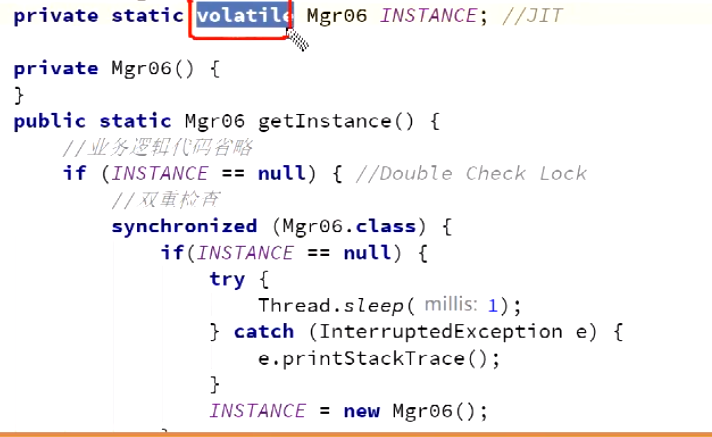 private static volatile Mgr06 INSTANCE; //JIT
private Mgr06() {
}
public static Mgr06 getInstance() {
//业务逻辑代码省略
if (INSTANCE == null) { //Double Check Lock
//双重检查
synchronized (Mgr06.class) {
if(INSTANCE == null) {
try {
Thread.sleep( millis: 1);
} catch (InterruptedException e) {
e.printStackTrace();
}
INSTANCE = new Mgr06();